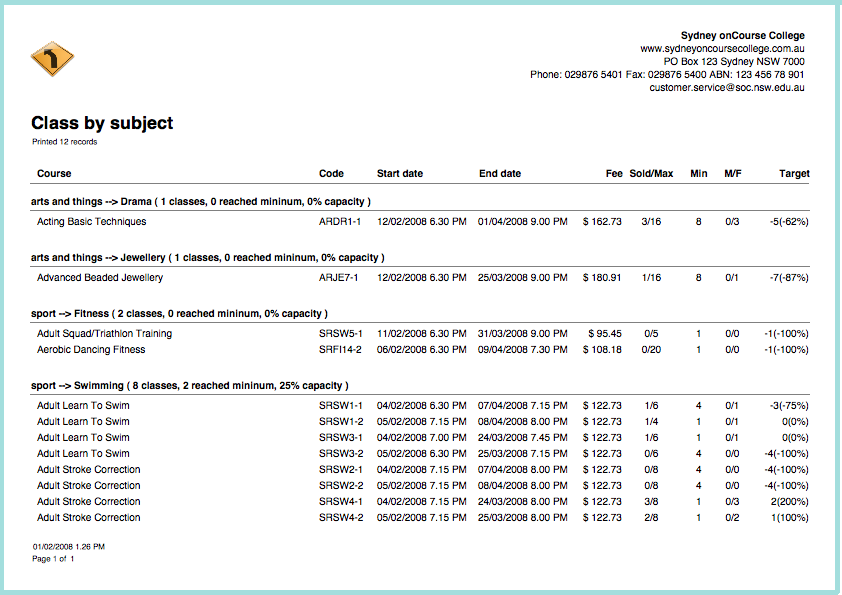 Sydney onCourse College
www.sydneyoncoursecollege.com.au
PO Box 123 Sydney NSW 7000
Phone: 029876 5401 Fax: 029876 5400 ABN: 123 456 78 901
customer.service@soc.nsw.edu.au
Class by subject
Printed 12 records
Course Code Start date End date Fee Sold/Max Min M/F Target
arts and things --> Drama ( 1 classes, 0 reached mininum, 0% capacity )
Acting Basic Techniques ARDR1-1 12/02/2008 6.30 PM 01/04/2008 9.00 PM $ 162.73 3/16 8 0/3 -5(-62%)
arts and things --> Jewellery ( 1 classes, 0 reached mininum, 0% capacity )
Advanced Beaded Jewellery ARJE7-1 12/02/2008 6.30 PM 25/03/2008 9.00 PM $ 180.91 1/16 8 0/1 -7(-87%)
sport --> Fitness ( 2 classes, 0 reached mininum, 0% capacity )
Adult Squad/Triathlon Training SRSW5-1 11/02/2008 6.30 PM 31/03/2008 9.00 PM $ 95.45 0/5 1 0/0 -1(-100%)
Aerobic Dancing Fitness SRFI14-2 06/02/2008 6.30 PM 09/04/2008 7.30 PM $ 108.18 0/20 1 0/0 -1(-100%)
sport --> Swimming ( 8 classes, 2 reached mininum, 25% capacity )
Adult Learn To Swim SRSW1-1 04/02/2008 6.30 PM 07/04/2008 7.15 PM $ 122.73 1/6 4 0/1 -3(-75%)
Adult Learn To Swim SRSW1-2 05/02/2008 7.15 PM 08/04/2008 8.00 PM $ 122.73 1/4 1 0/1 0(0%)
Adult Learn To Swim SRSW3-1 04/02/2008 7.00 PM 24/03/2008 7.45 PM $ 122.73 1/6 1 0/1 0(0%)
Adult Learn To Swim SRSW3-2 05/02/2008 6.30 PM 25/03/2008 7.15 PM $ 122.73 0/6 4 0/0 -4(-100%)
Adult Stroke Correction SRSW2-1 04/02/2008 7.15 PM 07/04/2008 8.00 PM $ 122.73 0/8 4 0/0 -4(-100%)
Adult Stroke Correction SRSW2-2 05/02/2008 7.15 PM 08/04/2008 8.00 PM $ 122.73 0/8 4 0/0 -4(-100%)
Adult Stroke Correction SRSW4-1 04/02/2008 7.15 PM 24/03/2008 8.00 PM $ 122.73 3/8 1 0/3 2(200%)
Adult Stroke Correction SRSW4-2 05/02/2008 7.15 PM 25/03/2008 8.00 PM $ 122.73 2/8 1 0/2 1(100%)
01/02/2008 1.26 PM
Page 1 of 1